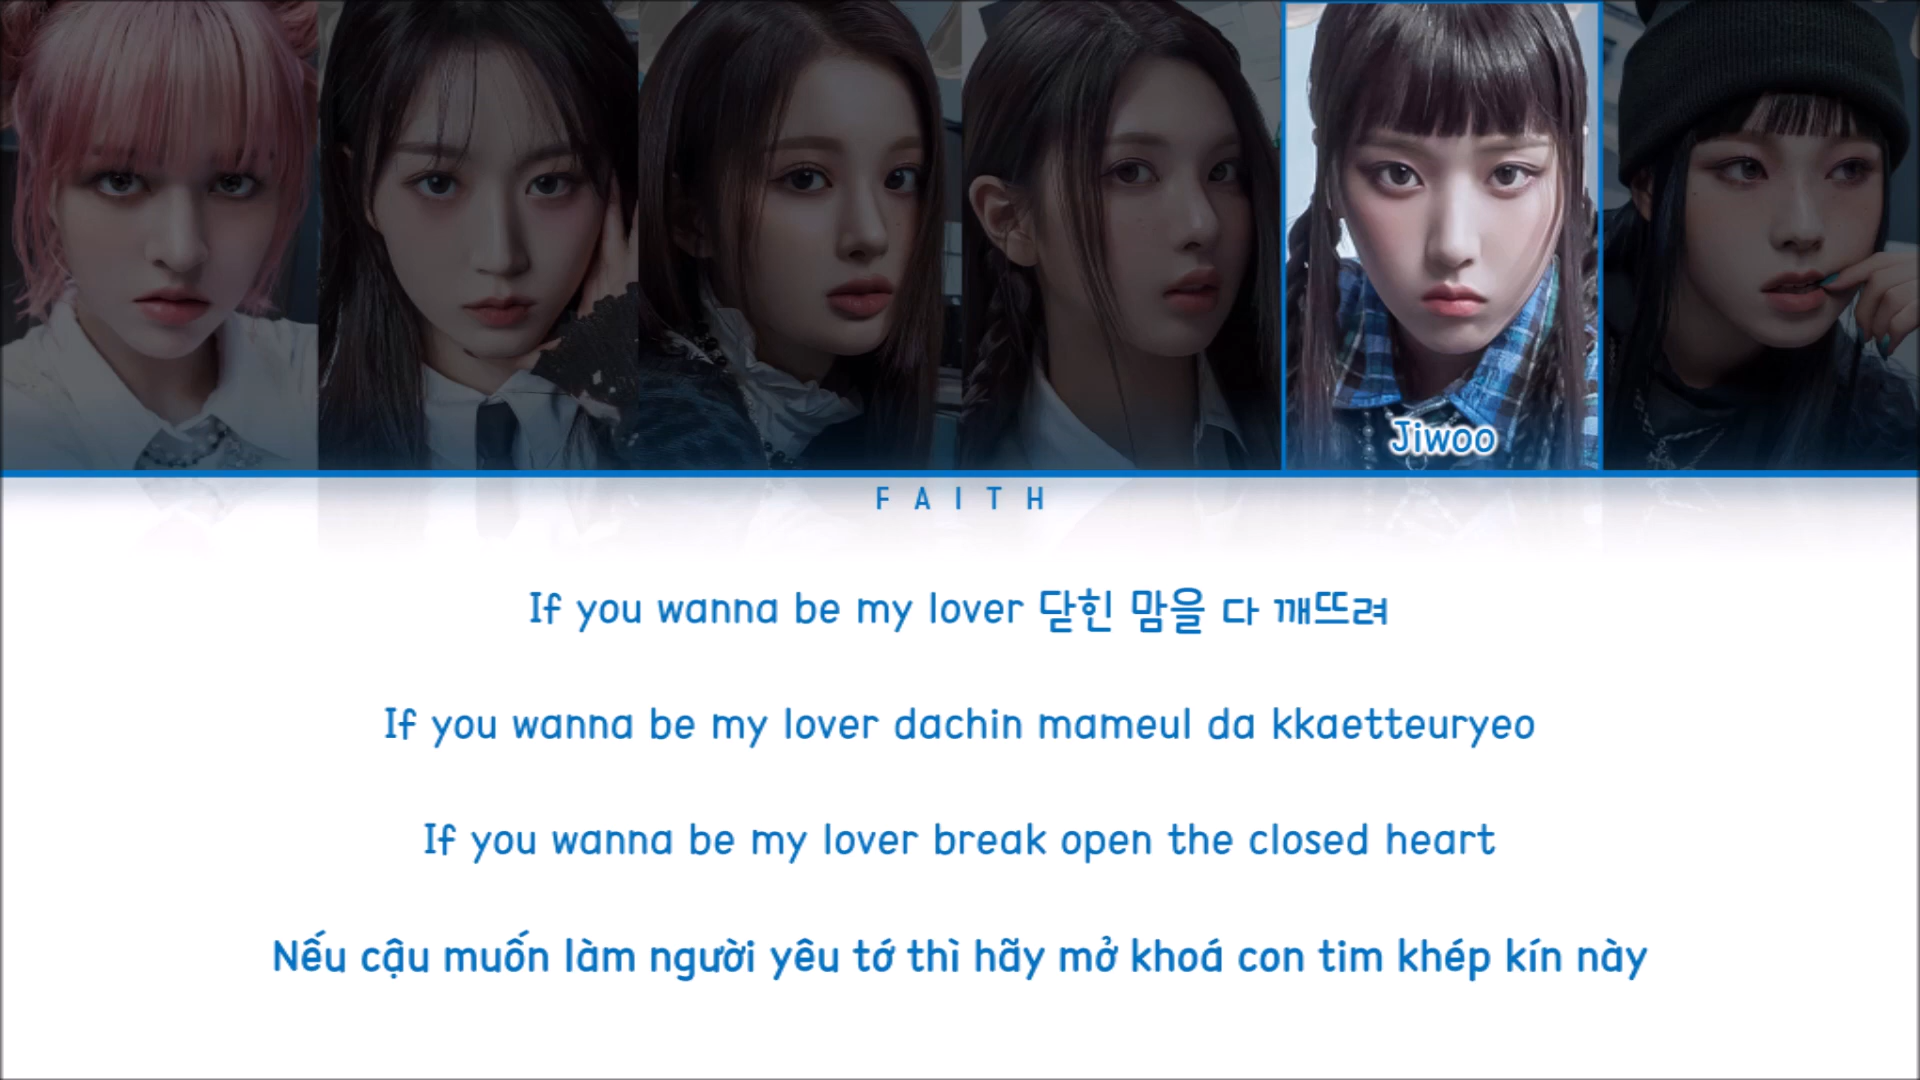 Jiwoo
FAITH
If you wanna be my lover 닫힌 맘을 다 깨뜨려
If you wanna be my lover dachin mameul da kkaetteuryeo
If you wanna be my lover break open the closed heart
Nếu cậu muốn làm người yêu tớ thì hãy mở khoá con tim khép kín này